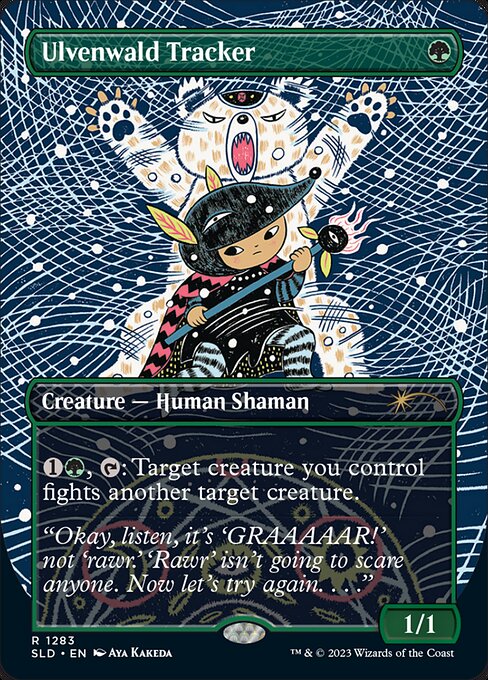 Ulvenwald Tracker
Creature — Human Shaman
1, : Target creature you control
fights another target creature.
“Okay, listen, it’s ‘GRAAAAAR!’
not ‘rawr.’ ‘Rawr’ isn’t going to scare
anyone. Now let’s try again. . . .”
1/1
R 1283
SLD • EN Aya Kakeda
™ & © 2023 Wizards of the Coast